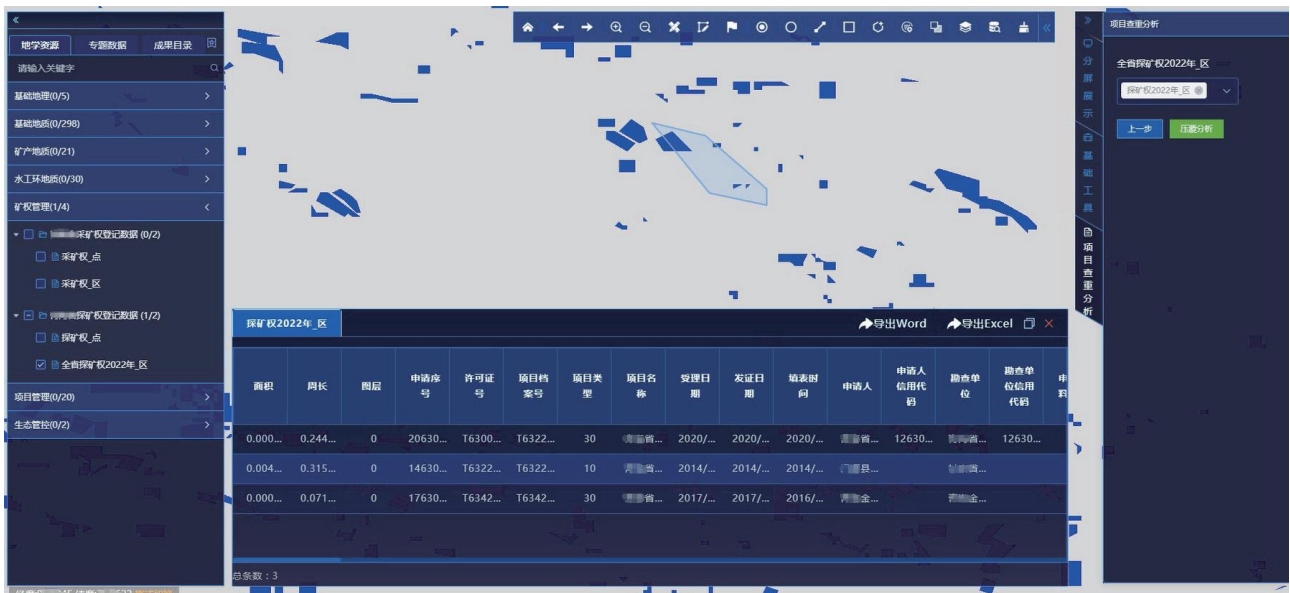 地学资源 专题数据 成果目录
请输入关键字
基础地理(0/5)
基础地质(0/298)
矿产地质(0/21)
水工环地质(0/30)
矿权管理(1/4)
采矿权登记数据 (0/2)
采矿权_点
采矿权_区
探矿权登记数据 (1/2)
探矿权_点
全省探矿权2022年_区
项目管理(0/20)
生态管控(0/2)
探矿权2022年_区 导出Word 导出Excel
面积 周长 图层 申请序号 许可证号 项目档案号 项目类型 项目名称 受理日期 发证日期 填表时间 申请人 申请人信用代码 勘查单位 勘查单位信用代码
0.000... 0.244... 0 20630... T6300... T6322... 30 省... 2020/... 2020/... 2020/... 省... 12630... 省... 12630...
0.004... 0.315... 0 14630... T6322... T6322... 10 省... 2014/... 2014/... 2014/... 县... 省...
0.000... 0.071... 0 17630... T6342... T6342... 30 省... 2017/... 2017/... 2016/... 金... 金...
总条数：3
分屏展示
基础工具
项目查重分析
项目查重分析
全省探矿权2022年_区
探矿权2022年_区
上一步 压覆分析